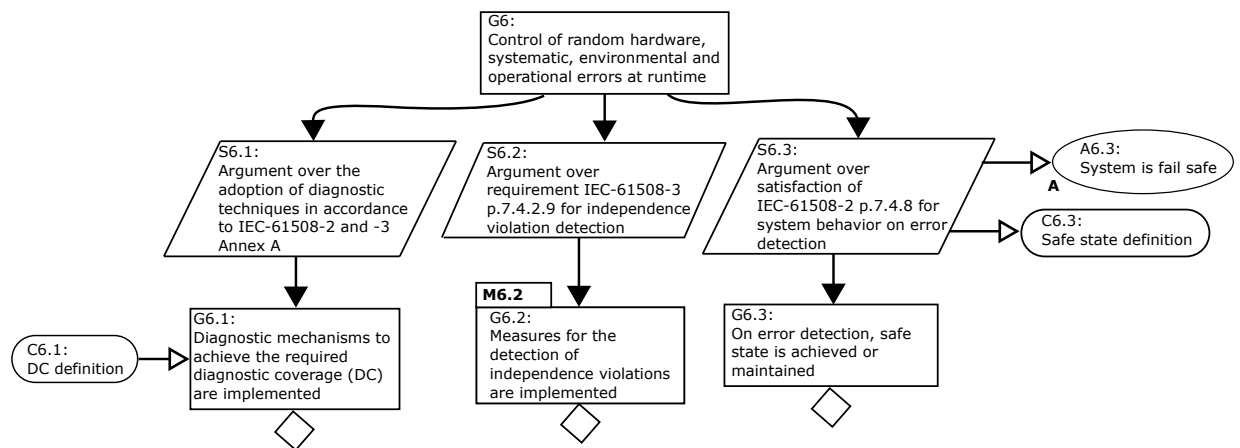 G6:
Control of random hardware,
systematic, environmental and
operational errors at runtime
S6.1:
Argument over the
adoption of diagnostic
techniques in accordance
to IEC-61508-2 and -3
Annex A
S6.2:
Argument over
requirement IEC-61508-3
p.7.4.2.9 for independence
violation detection
S6.3:
Argument over
satisfaction of
IEC-61508-2 p.7.4.8 for
system behavior on error
detection
A6.3:
System is fail safe
A
C6.3:
Safe state definition
C6.1:
DC definition
G6.1:
Diagnostic mechanisms to
achieve the required
diagnostic coverage (DC)
are implemented
M6.2
G6.2:
Measures for the
detection of
independence violations
are implemented
G6.3:
On error detection, safe
state is achieved or
maintained